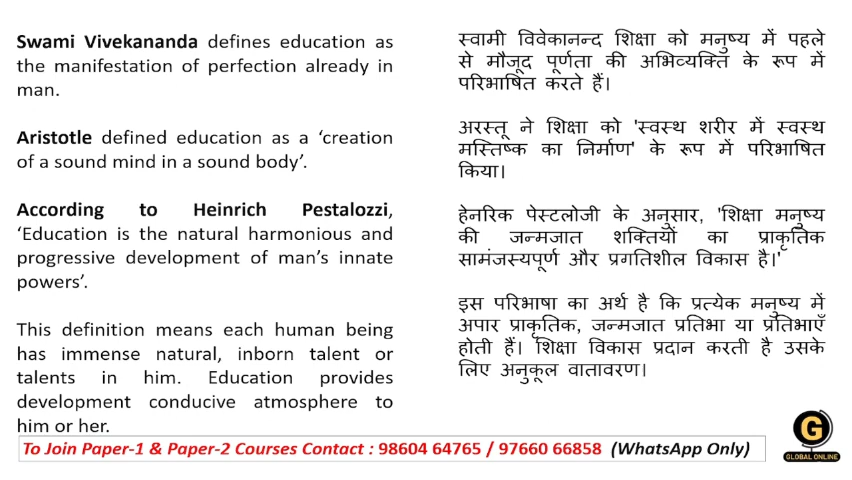 Swami Vivekananda defines education as
the manifestation of perfection already in
man.
Aristotle defined education as a ‘creation
of a sound mind in a sound body’.
According to Heinrich Pestalozzi,
‘Education is the natural harmonious and
progressive development of man’s innate
powers’.
This definition means each human being
has immense natural, inborn talent or
talents in him. Education provides
development conducive atmosphere to
him or her.
स्वामी विवेकानन्द शिक्षा को मनुष्य में पहले
से मौजूद पूर्णता की अभिव्यक्ति के रूप में
परिभाषित करते हैं।
अरस्तू ने शिक्षा को 'स्वस्थ शरीर में स्वस्थ
मस्तिष्क का निर्माण' के रूप में परिभाषित
किया।
हेनरिक पेस्टलोजी के अनुसार, 'शिक्षा मनुष्य
की जन्मजात शक्तियों का प्राकृतिक
सामंजस्यपूर्ण और प्रगतिशील विकास है।'
इस परिभाषा का अर्थ है कि प्रत्येक मनुष्य में
अपार प्राकृतिक, जन्मजात प्रतिभा या प्रतिभाएँ
होती हैं। शिक्षा विकास प्रदान करती है उसके
लिए अनुकूल वातावरण।
To Join Paper-1 & Paper-2 Courses Contact : 98604 64765 / 97660 66858 (WhatsApp Only)
G
GLOBAL ONLINE